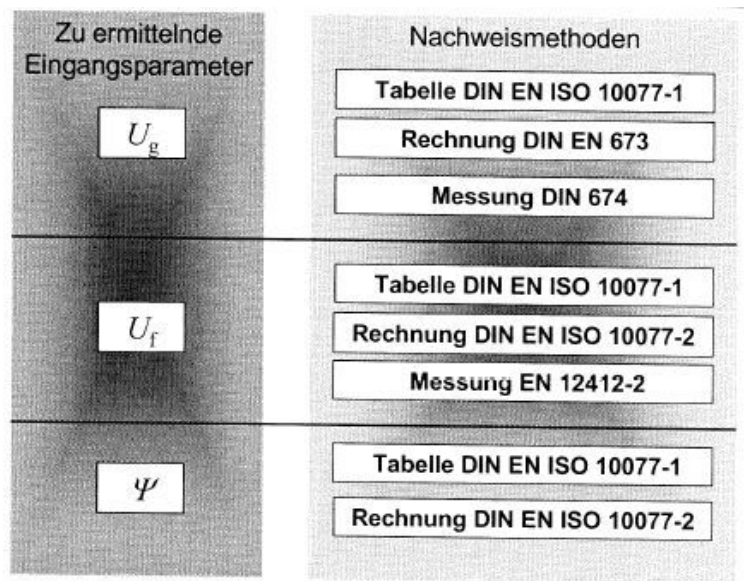 Zu ermittelnde
Eingangsparameter
Nachweismethoden
U_g
Tabelle DIN EN ISO 10077-1
Rechnung DIN EN 673
Messung DIN 674
U_f
Tabelle DIN EN ISO 10077-1
Rechnung DIN EN ISO 10077-2
Messung EN 12412-2
Ψ
Tabelle DIN EN ISO 10077-1
Rechnung DIN EN ISO 10077-2